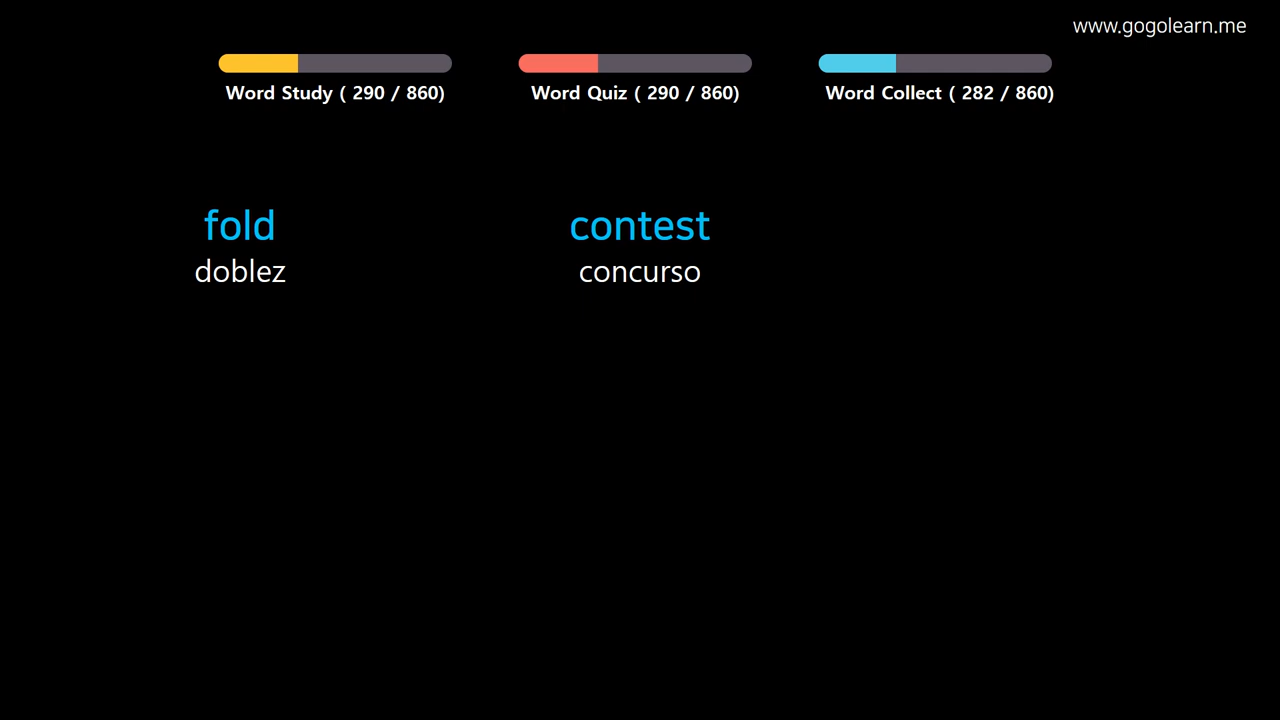 www.gogolearn.me
Word Study ( 290 / 860)
Word Quiz ( 290 / 860)
Word Collect ( 282 / 860)
fold
doblez
contest
concurso